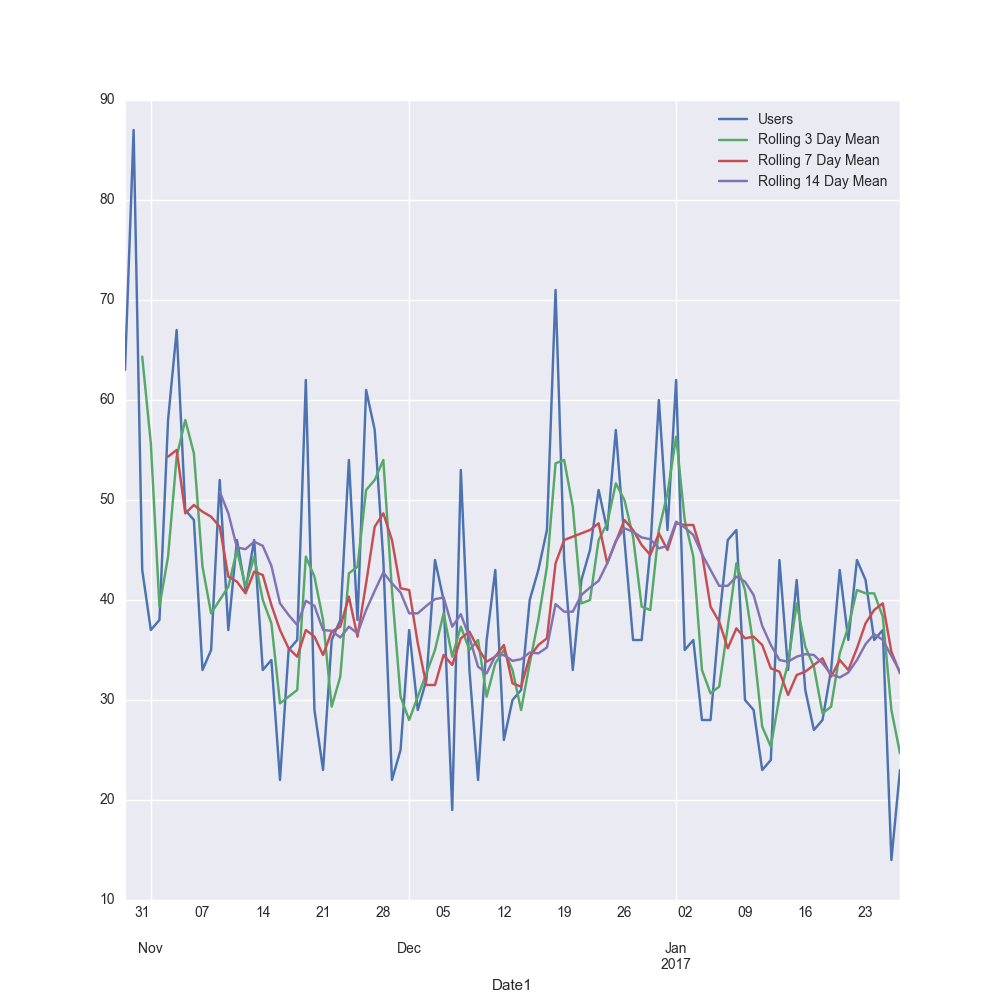 90
Users
Rolling 3 Day Mean
Rolling 7 Day Mean
Rolling 14 Day Mean
80
70
60
50
40
30
20
10
31 07 14 21 28 05 12 19 26 02 09 16 23
Nov Dec Jan
2017
Date1